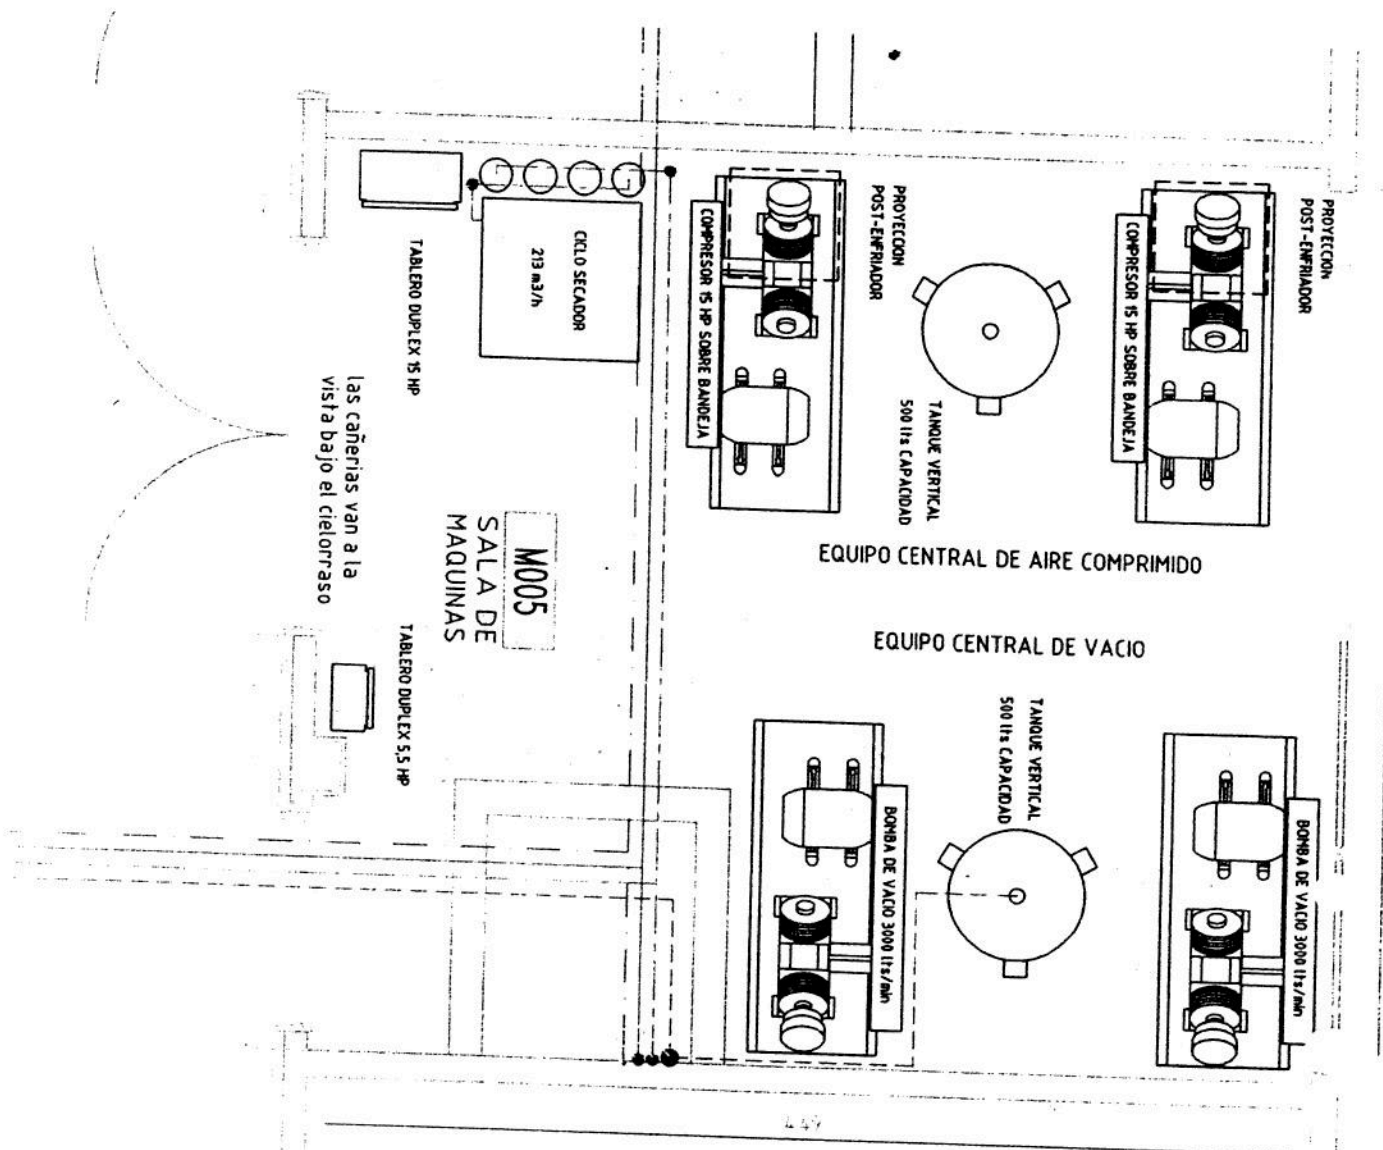 PROYECCION
POST-ENFRIADOR
COMPRESOR 15 HP SOBRE BANDEJA
PROYECCION
POST-ENFRIADOR
COMPRESOR 15 HP SOBRE BANDEJA
TANQUE VERTICAL
500 lts CAPACIDAD
CICLO SECADOR
213 m3/h
TABLERO DUPLEX 15 HP
las cañerias van a la
vista bajo el cielorraso
M005
SALA DE
MAQUINAS
EQUIPO CENTRAL DE AIRE COMPRIMIDO
EQUIPO CENTRAL DE VACIO
TABLERO DUPLEX 5,5 HP
TANQUE VERTICAL
500 lts CAPACIDAD
BOMBA DE VACIO 3000 lts/min
BOMBA DE VACIO 3000 lts/min